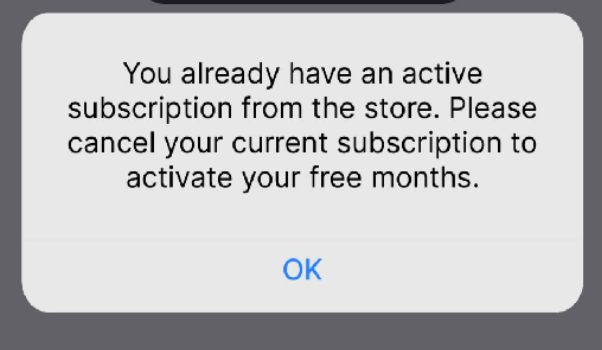 You already have an active
subscription from the store. Please
cancel your current subscription to
activate your free months.
OK